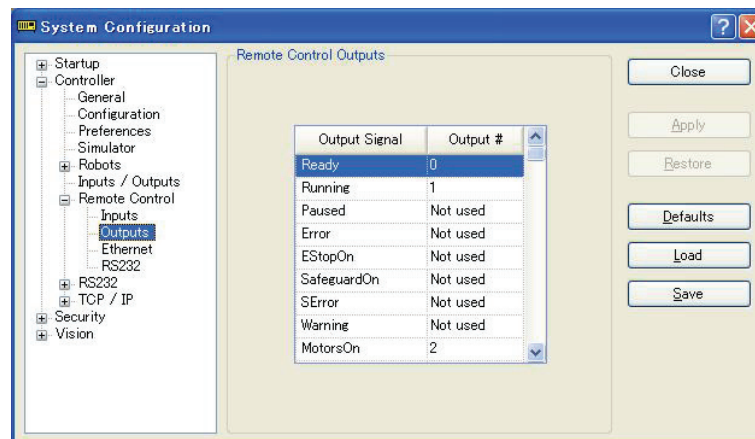 System Configuration
Startup
Controller
General
Configuration
Preferences
Simulator
Robots
Inputs / Outputs
Remote Control
Inputs
Outputs
Ethernet
RS232
RS232
TCP / IP
Security
Vision
Remote Control Outputs
Output Signal Output #
Ready 0
Running 1
Paused Not used
Error Not used
EStopOn Not used
SafeguardOn Not used
SError Not used
Warning Not used
MotorsOn 2
Close
Apply
Restore
Defaults
Load
Save